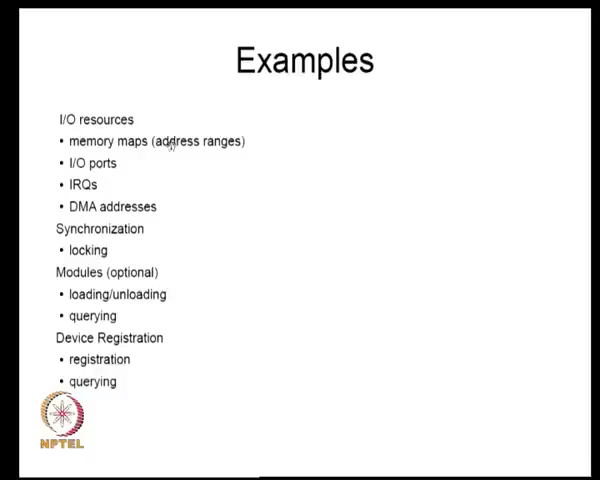 Examples
I/O resources
• memory maps (address ranges)
• I/O ports
• IRQs
• DMA addresses
Synchronization
• locking
Modules (optional)
• loading/unloading
• querying
Device Registration
• registration
• querying
NPTEL